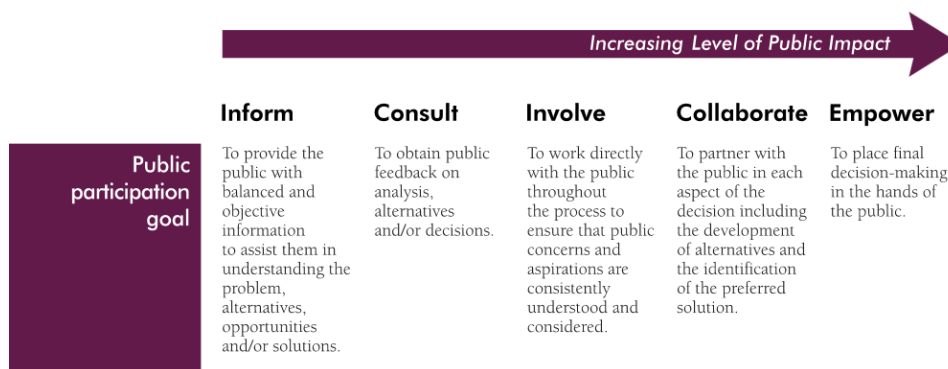 Increasing Level of Public Impact
Inform
Consult
Involve
Collaborate
Empower
Public
participation
goal
To provide the
public with
balanced and
objective
information
to assist them in
understanding the
problem,
alternatives,
opportunities
and/or solutions.
To obtain public
feedback on
analysis,
alternatives
and/or decisions.
To work directly
with the public
throughout
the process to
ensure that public
concerns and
aspirations are
consistently
understood and
considered.
To partner with
the public in each
aspect of the
decision including
the development
of alternatives and
the identification
of the preferred
solution.
To place final
decision-making
in the hands of
the public.